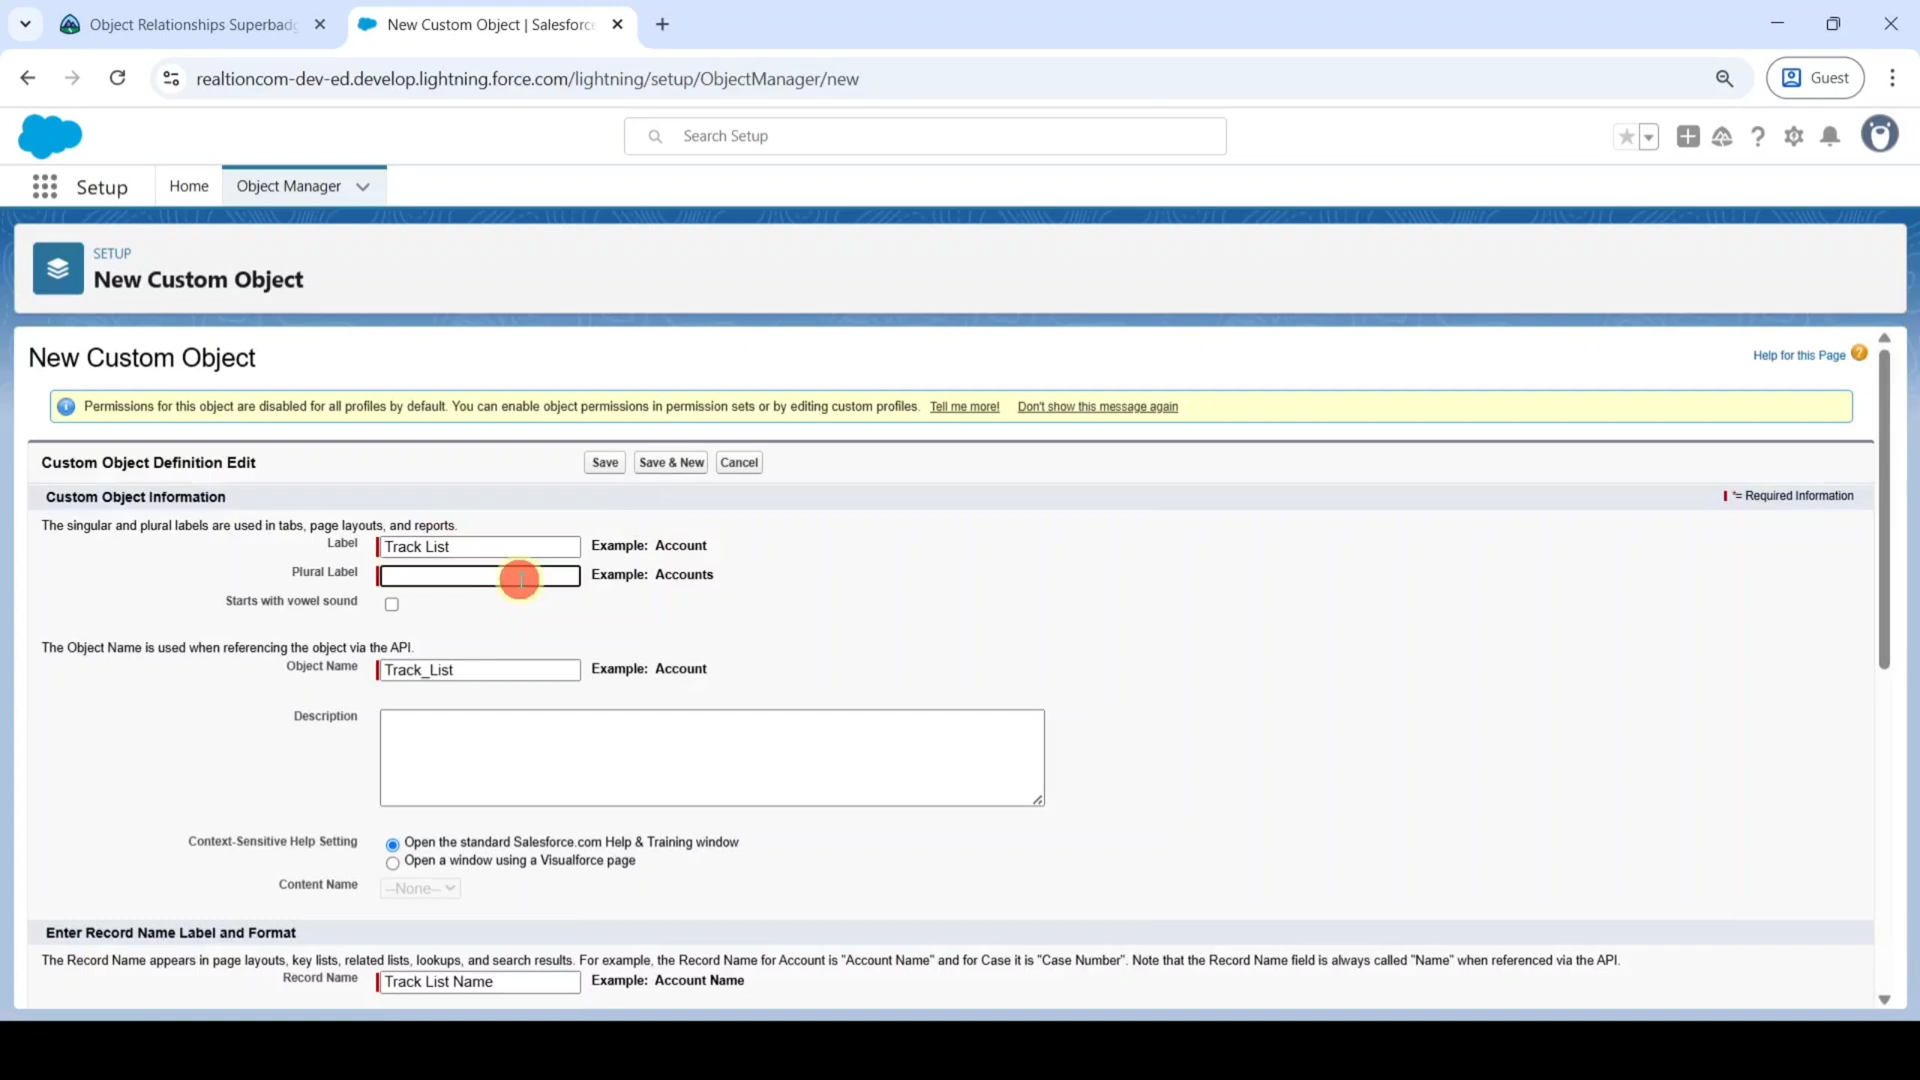 Object Relationships Superbadg
New Custom Object | Salesforce
realtioncom-dev-ed.develop.lightning.force.com/lightning/setup/ObjectManager/new
Guest
Search Setup
Setup
Home
Object Manager
SETUP
New Custom Object
New Custom Object
Help for this Page
Permissions for this object are disabled for all profiles by default. You can enable object permissions in permission sets or by editing custom profiles. Tell me more! Don't show this message again
Custom Object Definition Edit
Save
Save & New
Cancel
Custom Object Information
*= Required Information
The singular and plural labels are used in tabs, page layouts, and reports.
Label
Track List
Example: Account
Plural Label
Example: Accounts
Starts with vowel sound
The Object Name is used when referencing the object via the API.
Object Name
Track_List
Example: Account
Description
Context-Sensitive Help Setting
Open the standard Salesforce.com Help & Training window
Open a window using a Visualforce page
Content Name
--None--
Enter Record Name Label and Format
The Record Name appears in page layouts, key lists, related lists, lookups, and search results. For example, the Record Name for Account is "Account Name" and for Case it is "Case Number". Note that the Record Name field is always called "Name" when referenced via the API.
Record Name
Track List Name
Example: Account Name